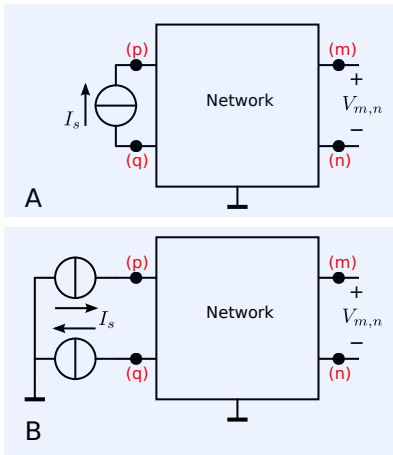 (p)
(m)
+
I_s
Network
V_{m,n}
−
(q)
(n)
A
(p)
(m)
+
I_s
Network
V_{m,n}
−
(q)
(n)
B